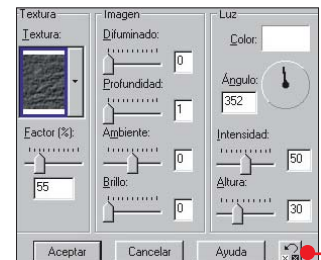 Textura
Textura:
Factor (%):
55
Imagen
Difuminado:
0
Profundidad:
1
Ambiente:
0
Brillo:
0
Luz
Color:
Ángulo:
352
Intensidad:
50
Altura:
30
Aceptar
Cancelar
Ayuda